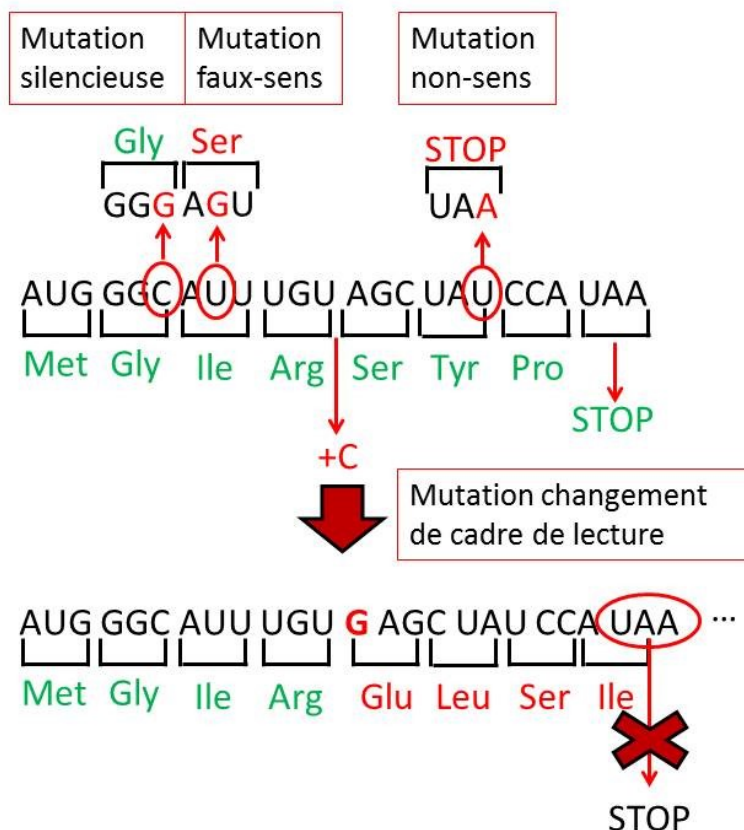 Mutation silencieuse
Mutation faux-sens
Mutation non-sens
Gly Ser STOP
GGG AGU UAA
AUG GGC AUU UGU AGC UAU CCA UAA
Met Gly Ile Arg Ser Tyr Pro
STOP
+C
Mutation changement
de cadre de lecture
AUG GGC AUU UGU G AGC UAU CCA UAA ...
Met Gly Ile Arg Glu Leu Ser Ile
STOP